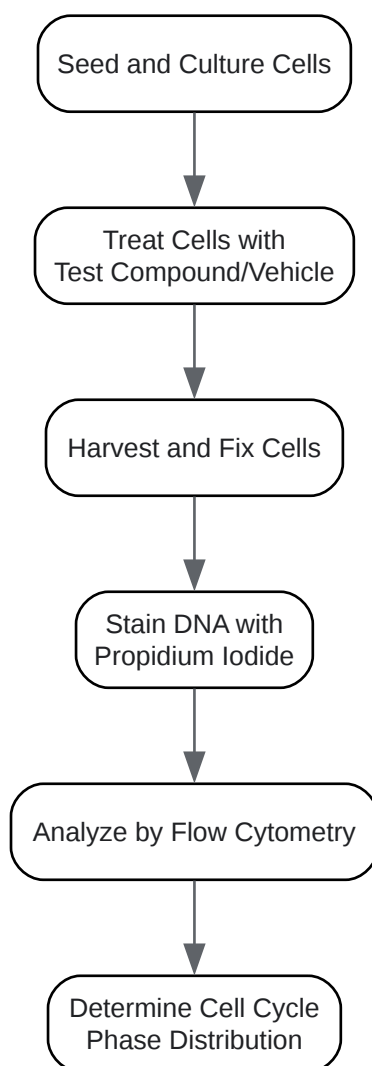 Seed and Culture Cells
Treat Cells with
Test Compound/Vehicle
Harvest and Fix Cells
Stain DNA with
Propidium Iodide
Analyze by Flow Cytometry
Determine Cell Cycle
Phase Distribution